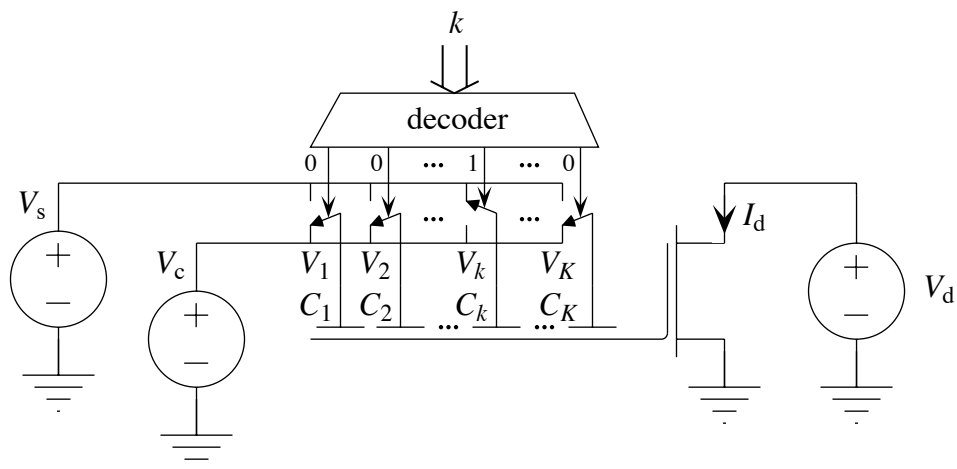 k
decoder
0 0 ... 1 ... 0
V_s
... ...
I_d
V_c
V_1 V_2 V_k V_K
V_d
C_1 C_2 ... C_k ... C_K
+
−
+
−
+
−